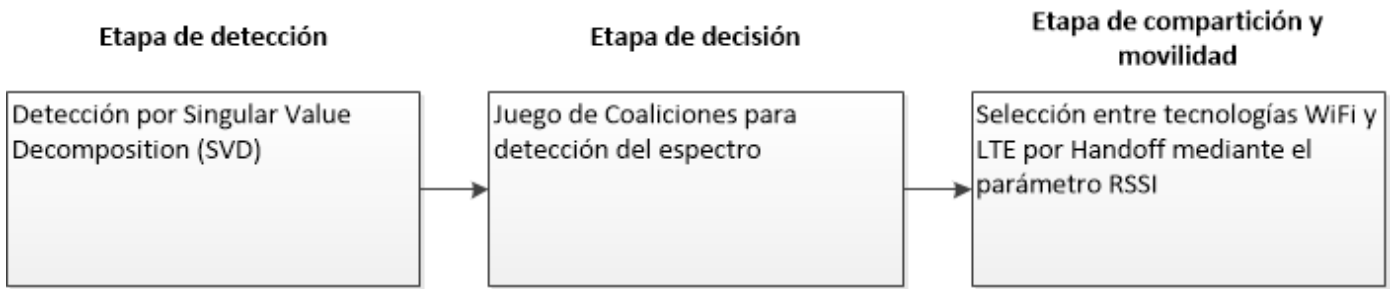 Etapa de detección
Etapa de decisión
Etapa de compartición y
movilidad
Detección por Singular Value
Decomposition (SVD)
Juego de Coaliciones para
detección del espectro
Selección entre tecnologías WiFi y
LTE por Handoff mediante el
parámetro RSSI